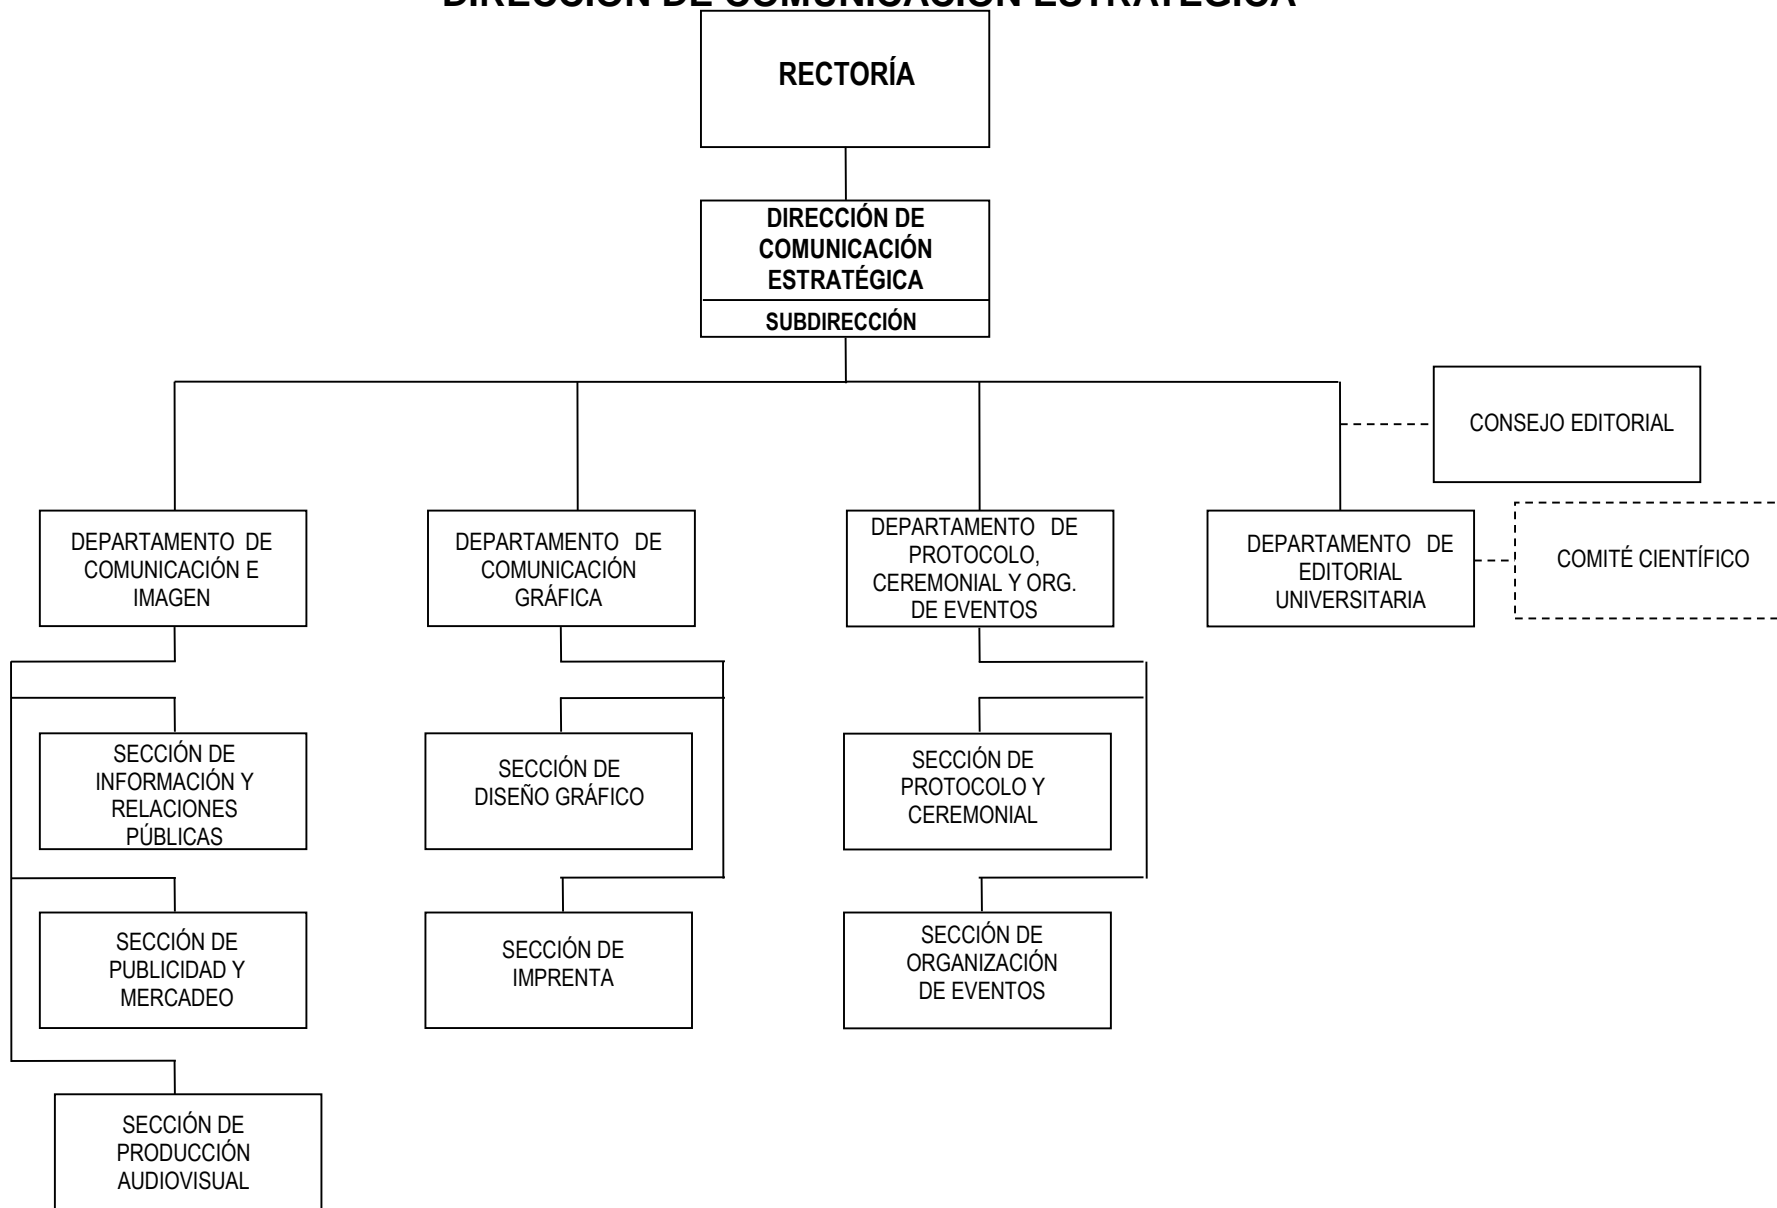 DIRECCIÓN DE COMUNICACIÓN ESTRATÉGICA
RECTORÍA
DIRECCIÓN DE
COMUNICACIÓN
ESTRATÉGICA
SUBDIRECCIÓN
CONSEJO EDITORIAL
DEPARTAMENTO DE
COMUNICACIÓN E
IMAGEN
DEPARTAMENTO DE
COMUNICACIÓN
GRÁFICA
DEPARTAMENTO DE
PROTOCOLO,
CEREMONIAL Y ORG.
DE EVENTOS
DEPARTAMENTO DE
EDITORIAL
UNIVERSITARIA
COMITÉ CIENTÍFICO
SECCIÓN DE
INFORMACIÓN Y
RELACIONES
PÚBLICAS
SECCIÓN DE
DISEÑO GRÁFICO
SECCIÓN DE
PROTOCOLO Y
CEREMONIAL
SECCIÓN DE
PUBLICIDAD Y
MERCADEO
SECCIÓN DE
IMPRENTA
SECCIÓN DE
ORGANIZACIÓN
DE EVENTOS
SECCIÓN DE
PRODUCCIÓN
AUDIOVISUAL